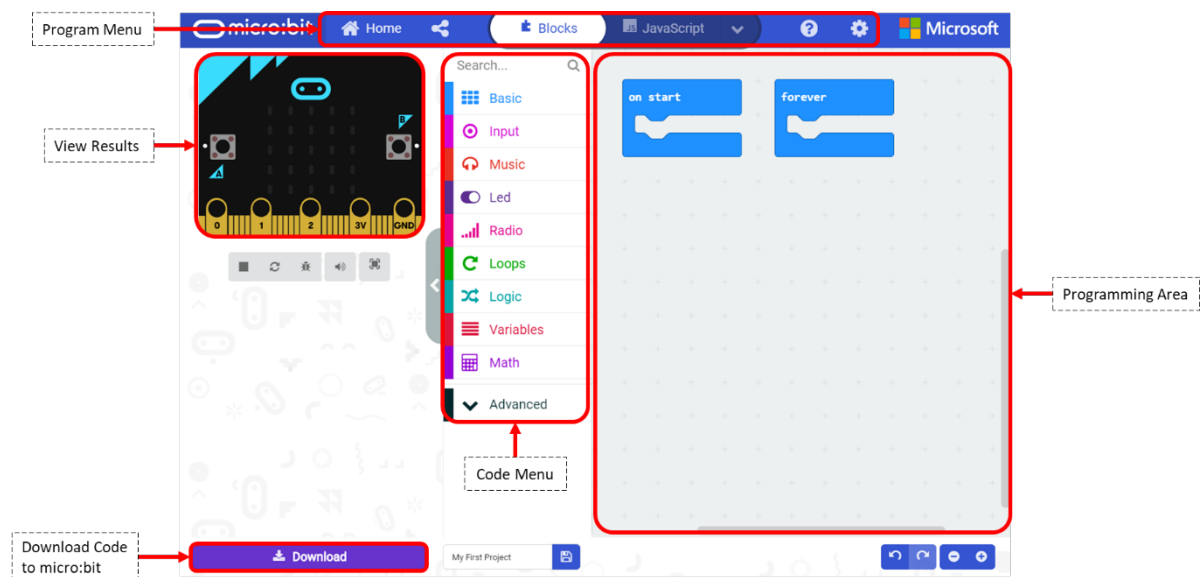 Program Menu
micro:bit
Home
Blocks
JS JavaScript
Microsoft
View Results
B
A
0 1 2 3V GND
Search...
Basic
Input
Music
Led
Radio
Loops
Logic
Variables
Math
Advanced
Code Menu
on start
forever
Programming Area
Download Code
to micro:bit
Download
My First Project